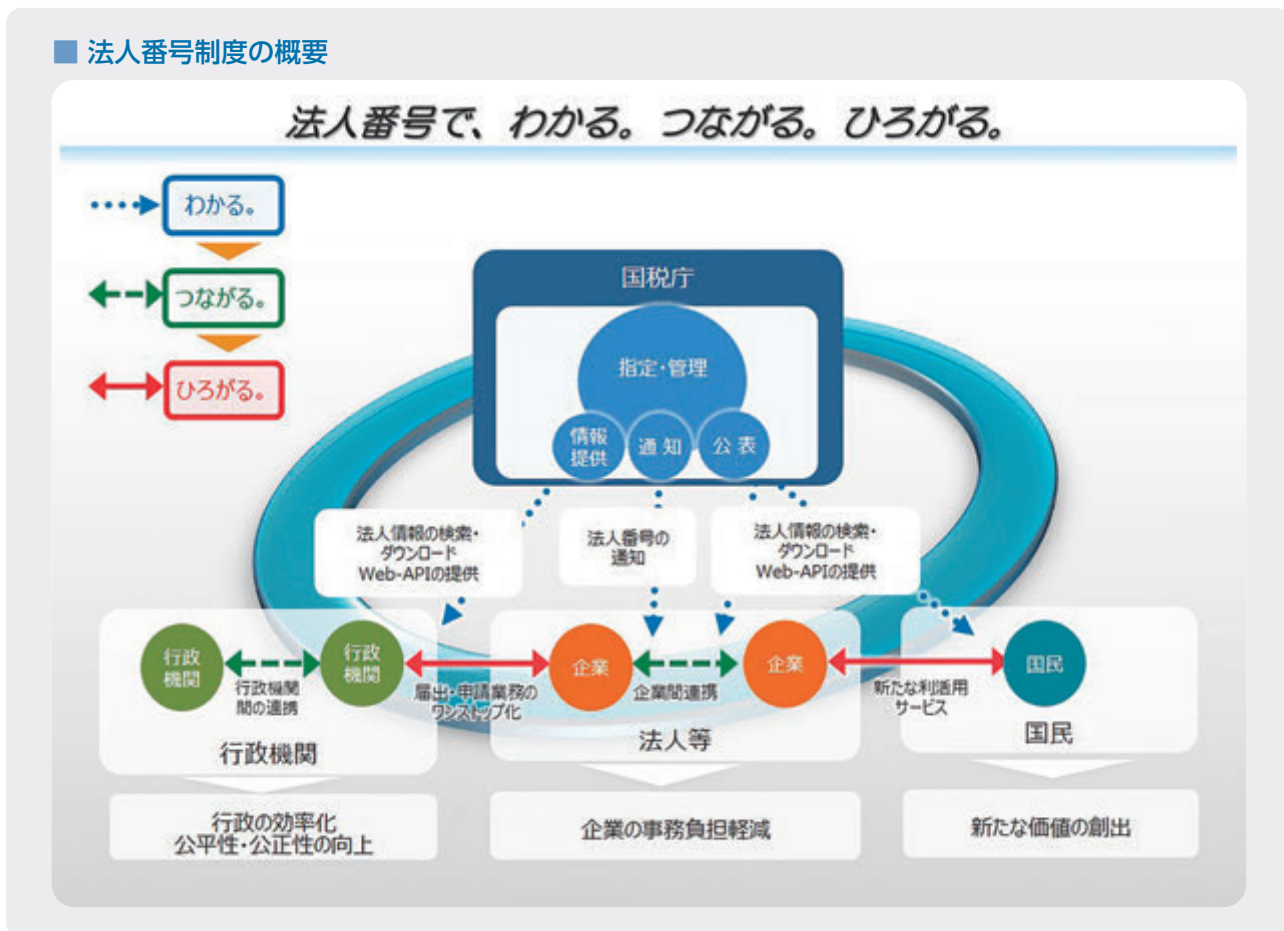 ■ 法人番号制度の概要
法人番号で、わかる。つながる。ひろがる。
わかる。
つながる。
ひろがる。
国税庁
指定・管理
情報
提供
通知
公表
法人情報の検索・
ダウンロード
Web-APIの提供
法人番号の
通知
法人情報の検索・
ダウンロード
Web-APIの提供
行政
機関
行政機関
間の連携
行政
機関
届出・申請業務の
ワンストップ化
企業
企業間連携
企業
新たな利活用
サービス
国民
行政機関
法人等
国民
行政の効率化
公平性・公正性の向上
企業の事務負担軽減
新たな価値の創出